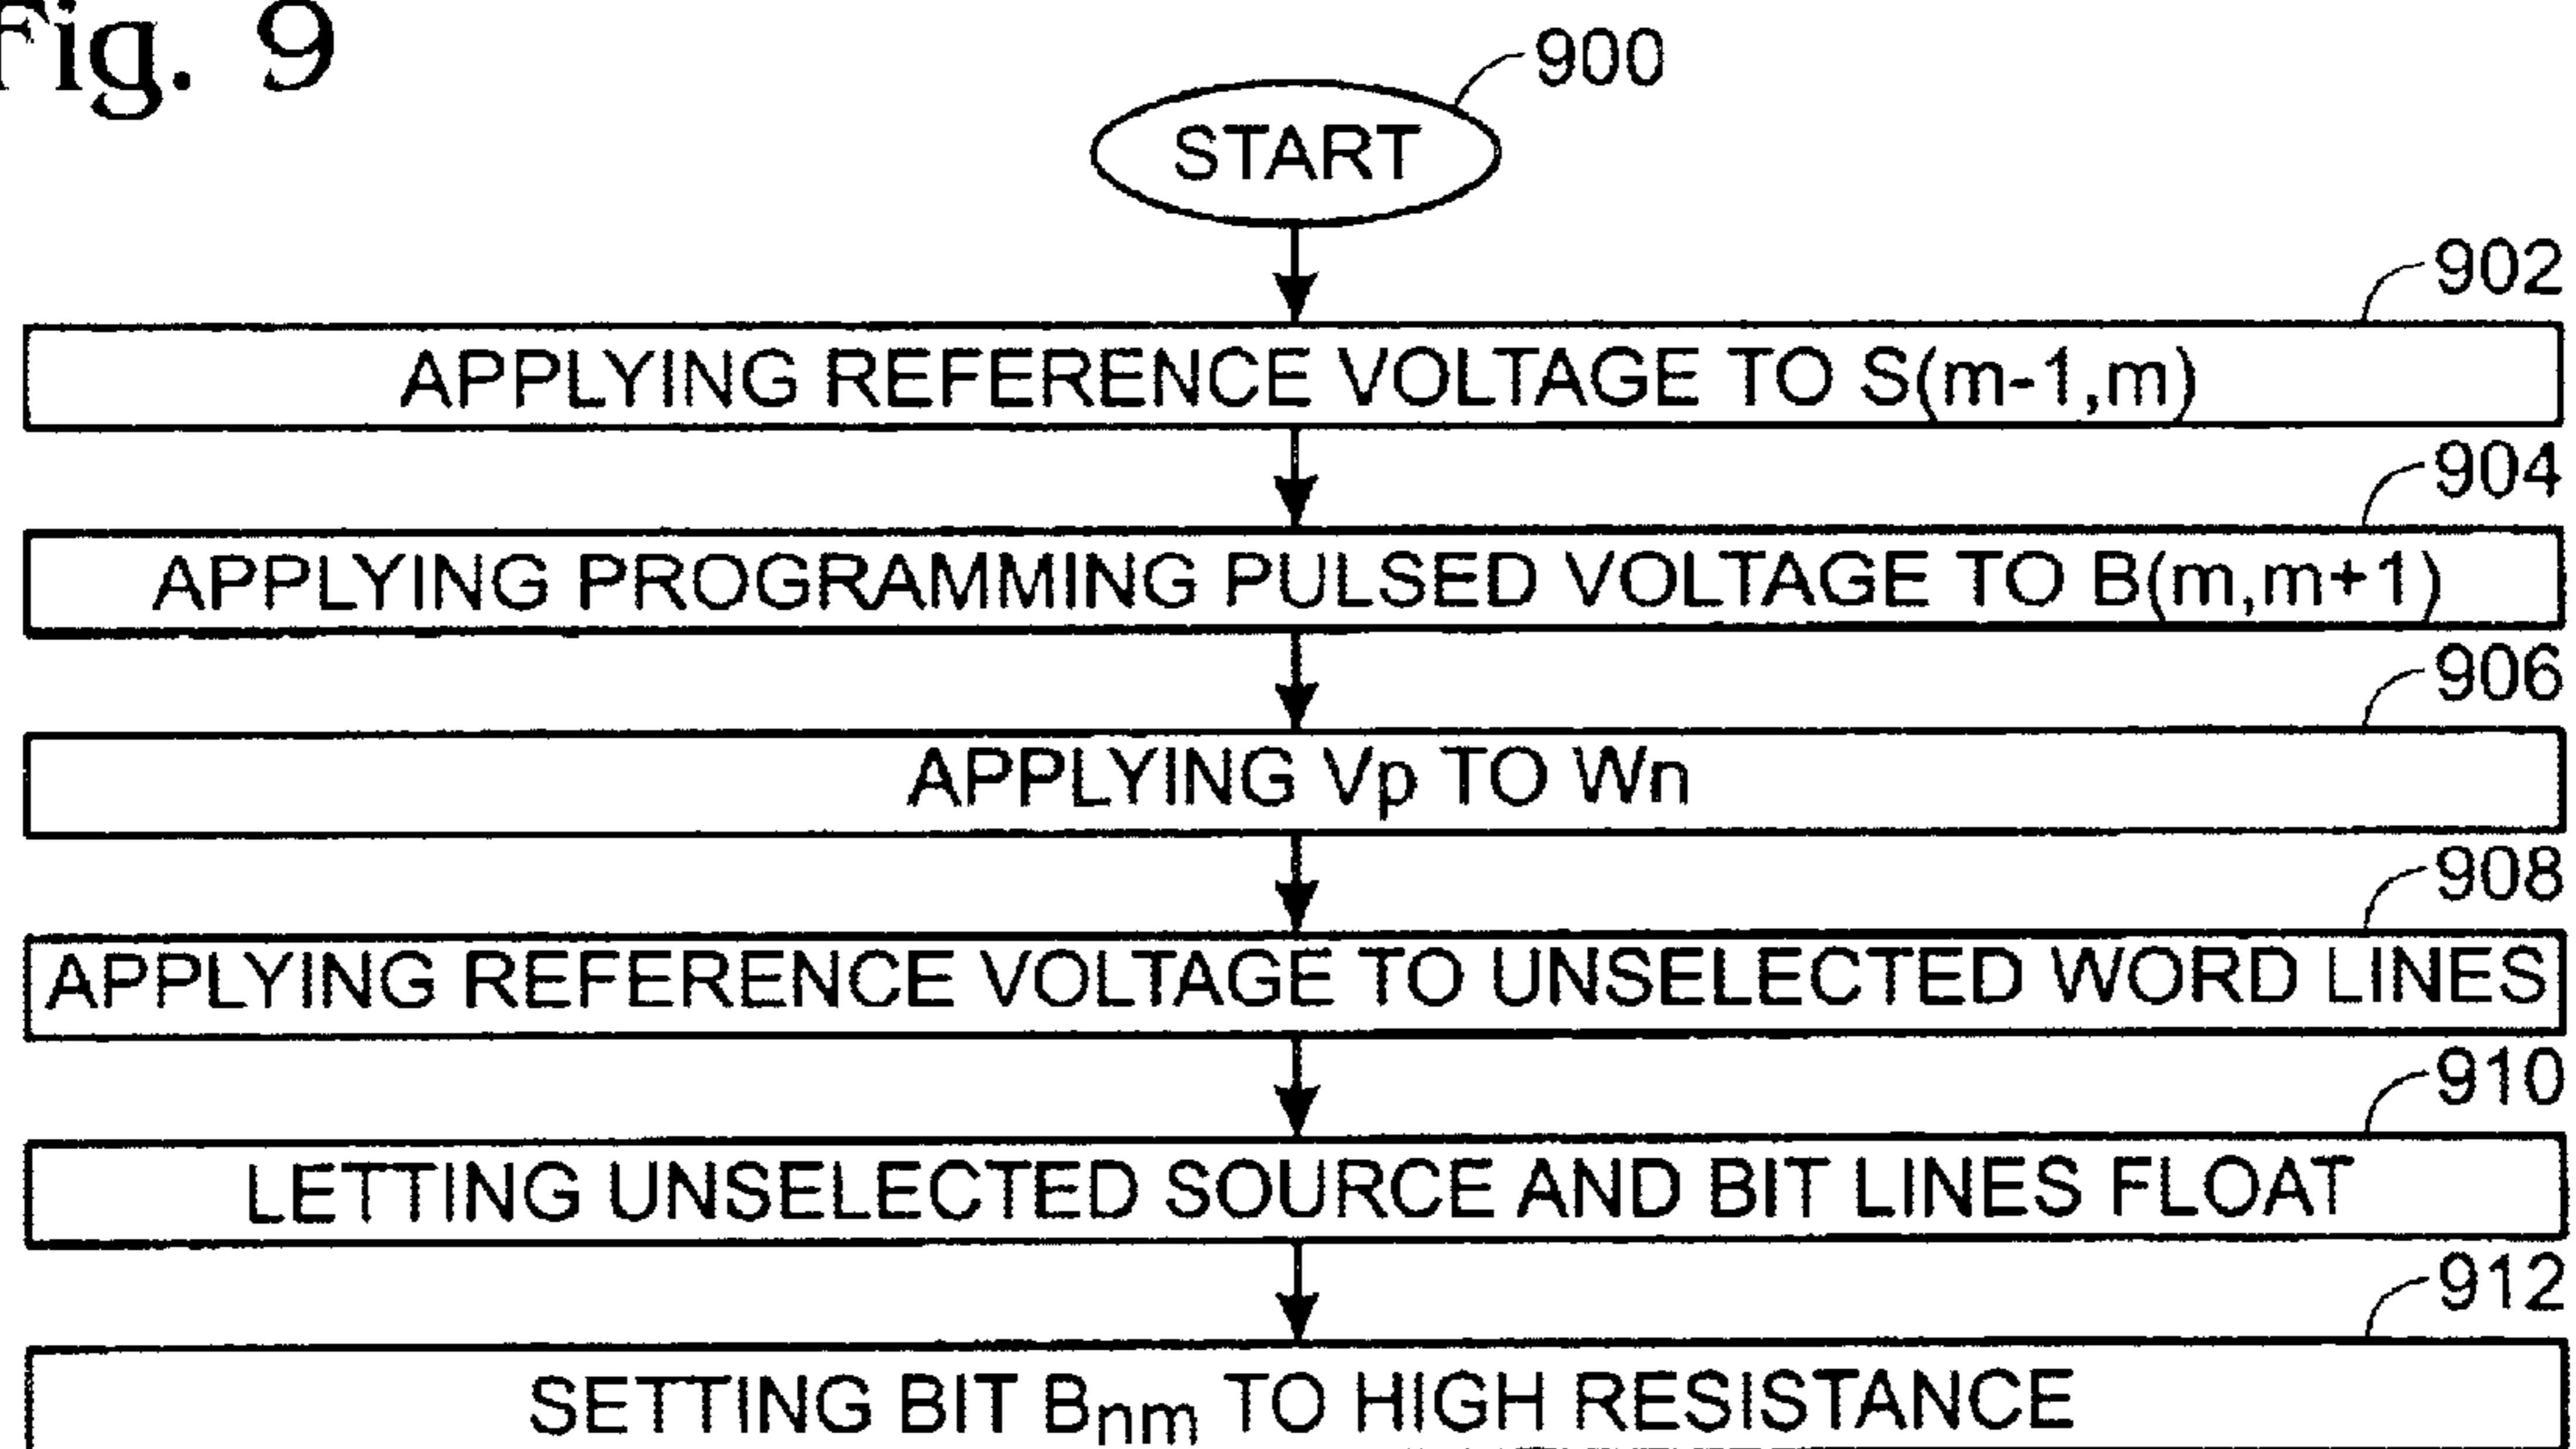 Fig. 9
900
START
902
APPLYING REFERENCE VOLTAGE TO S(m-1,m)
904
APPLYING PROGRAMMING PULSED VOLTAGE TO B(m,m+1)
906
APPLYING Vp TO Wn
908
APPLYING REFERENCE VOLTAGE TO UNSELECTED WORD LINES
910
LETTING UNSELECTED SOURCE AND BIT LINES FLOAT
912
SETTING BIT Bnm TO HIGH RESISTANCE